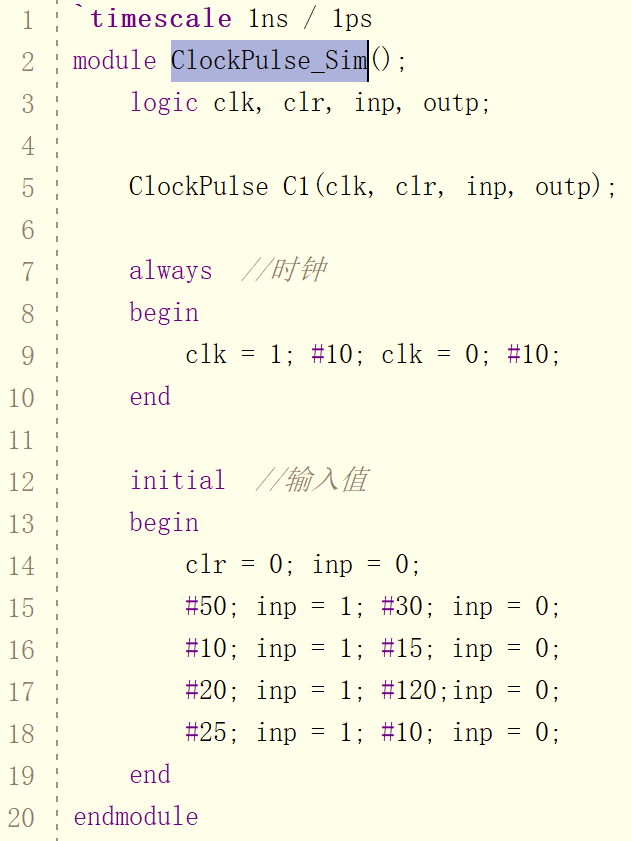 1 `timescale 1ns / 1ps
2 module ClockPulse_Sim();
3 logic clk, clr, inp, outp;
4
5 ClockPulse C1(clk, clr, inp, outp);
6
7 always //时钟
8 begin
9 clk = 1; #10; clk = 0; #10;
10 end
11
12 initial //输入值
13 begin
14 clr = 0; inp = 0;
15 #50; inp = 1; #30; inp = 0;
16 #10; inp = 1; #15; inp = 0;
17 #20; inp = 1; #120;inp = 0;
18 #25; inp = 1; #10; inp = 0;
19 end
20 endmodule